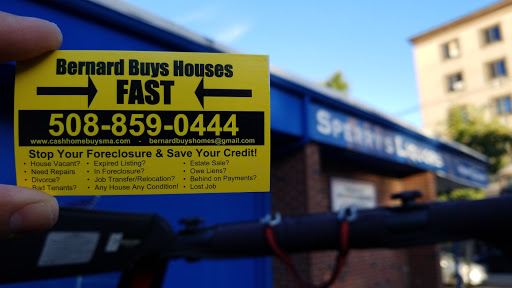 Bernard Buys Houses
FAST
508-859-0444
www.cashhomebuysma.com - bernardbuyshomes@gmail.com
Stop Your Foreclosure & Save Your Credit!
• House Vacant? • Expired Listing? • Estate Sale?
• Need Repairs • In Foreclosure? • Owe Liens?
• Divorce? • Job Transfer/Relocation? • Behind on Payments?
• Bad Tenants? • Any House Any Condition! • Lost Job
SPERRY'S LIQUORS